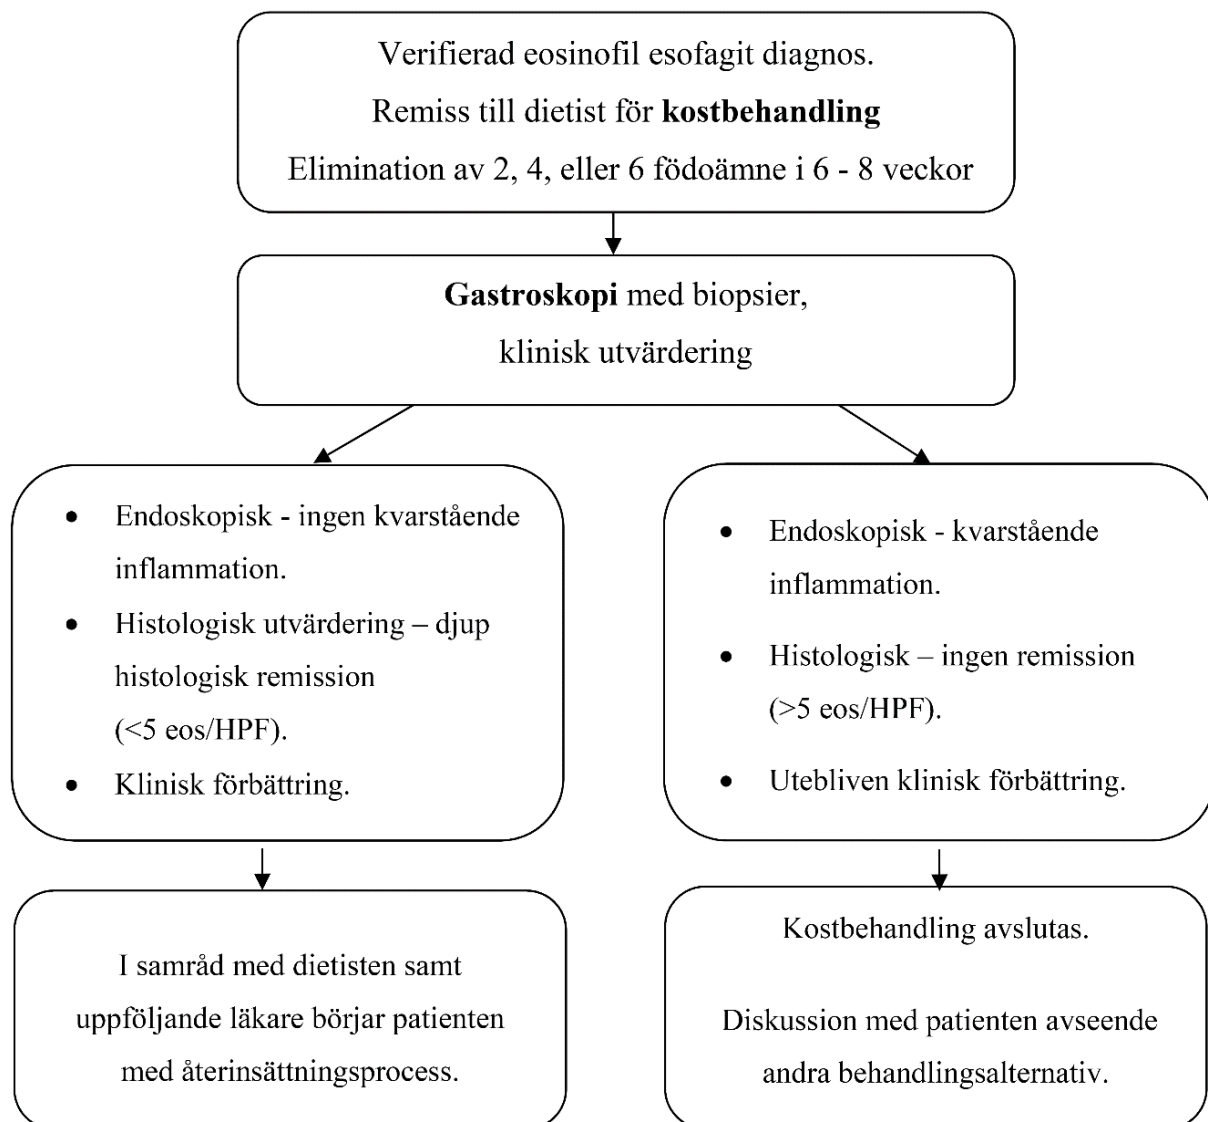 Verifierad eosinofil esofagit diagnos.
Remiss till dietist för kostbehandling
Elimination av 2, 4, eller 6 födoämne i 6 - 8 veckor
Gastroskopi med biopsier,
klinisk utvärdering
• Endoskopisk - ingen kvarstående
inflammation.
• Histologisk utvärdering – djup
histologisk remission
(<5 eos/HPF).
• Klinisk förbättring.
• Endoskopisk - kvarstående
inflammation.
• Histologisk – ingen remission
(>5 eos/HPF).
• Utebliven klinisk förbättring.
I samråd med dietisten samt
uppföljande läkare börjar patienten
med återinsättningsprocess.
Kostbehandling avslutas.
Diskussion med patienten avseende
andra behandlingsalternativ.